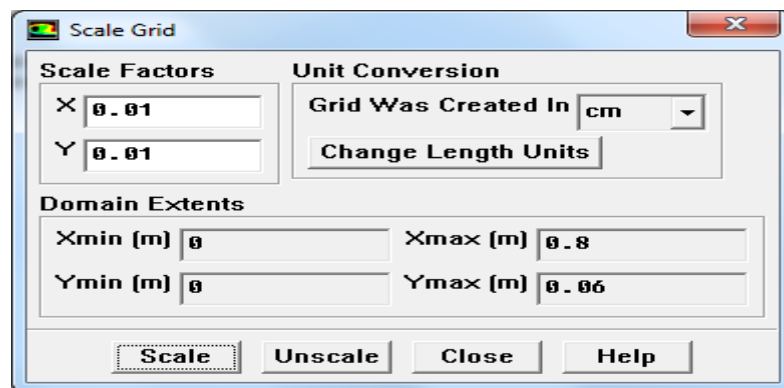 Scale Grid
Scale Factors
X 0.01
Y 0.01
Unit Conversion
Grid Was Created In cm
Change Length Units
Domain Extents
Xmin (m) 0 Xmax (m) 0.8
Ymin (m) 0 Ymax (m) 0.06
Scale Unscale Close Help